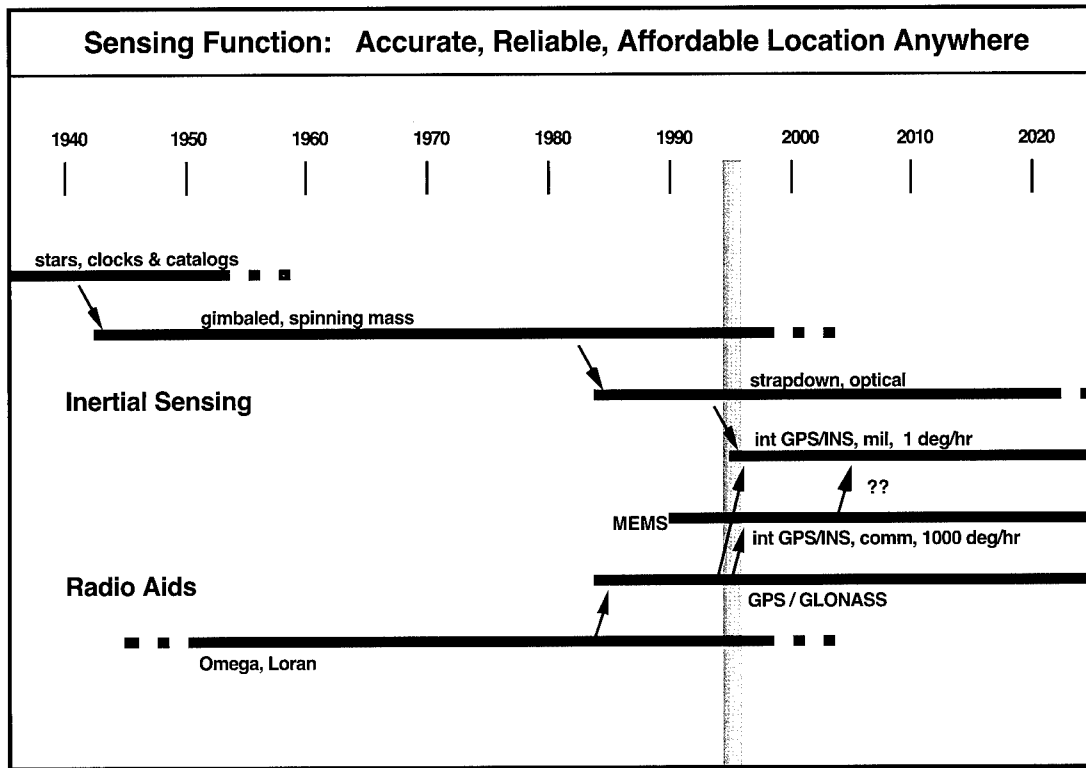 Sensing Function: Accurate, Reliable, Affordable Location Anywhere
1940 1950 1960 1970 1980 1990 2000 2010 2020
stars, clocks & catalogs
gimbaled, spinning mass
strapdown, optical
Inertial Sensing
int GPS/INS, mil, 1 deg/hr
??
MEMS
int GPS/INS, comm, 1000 deg/hr
Radio Aids
GPS / GLONASS
Omega, Loran